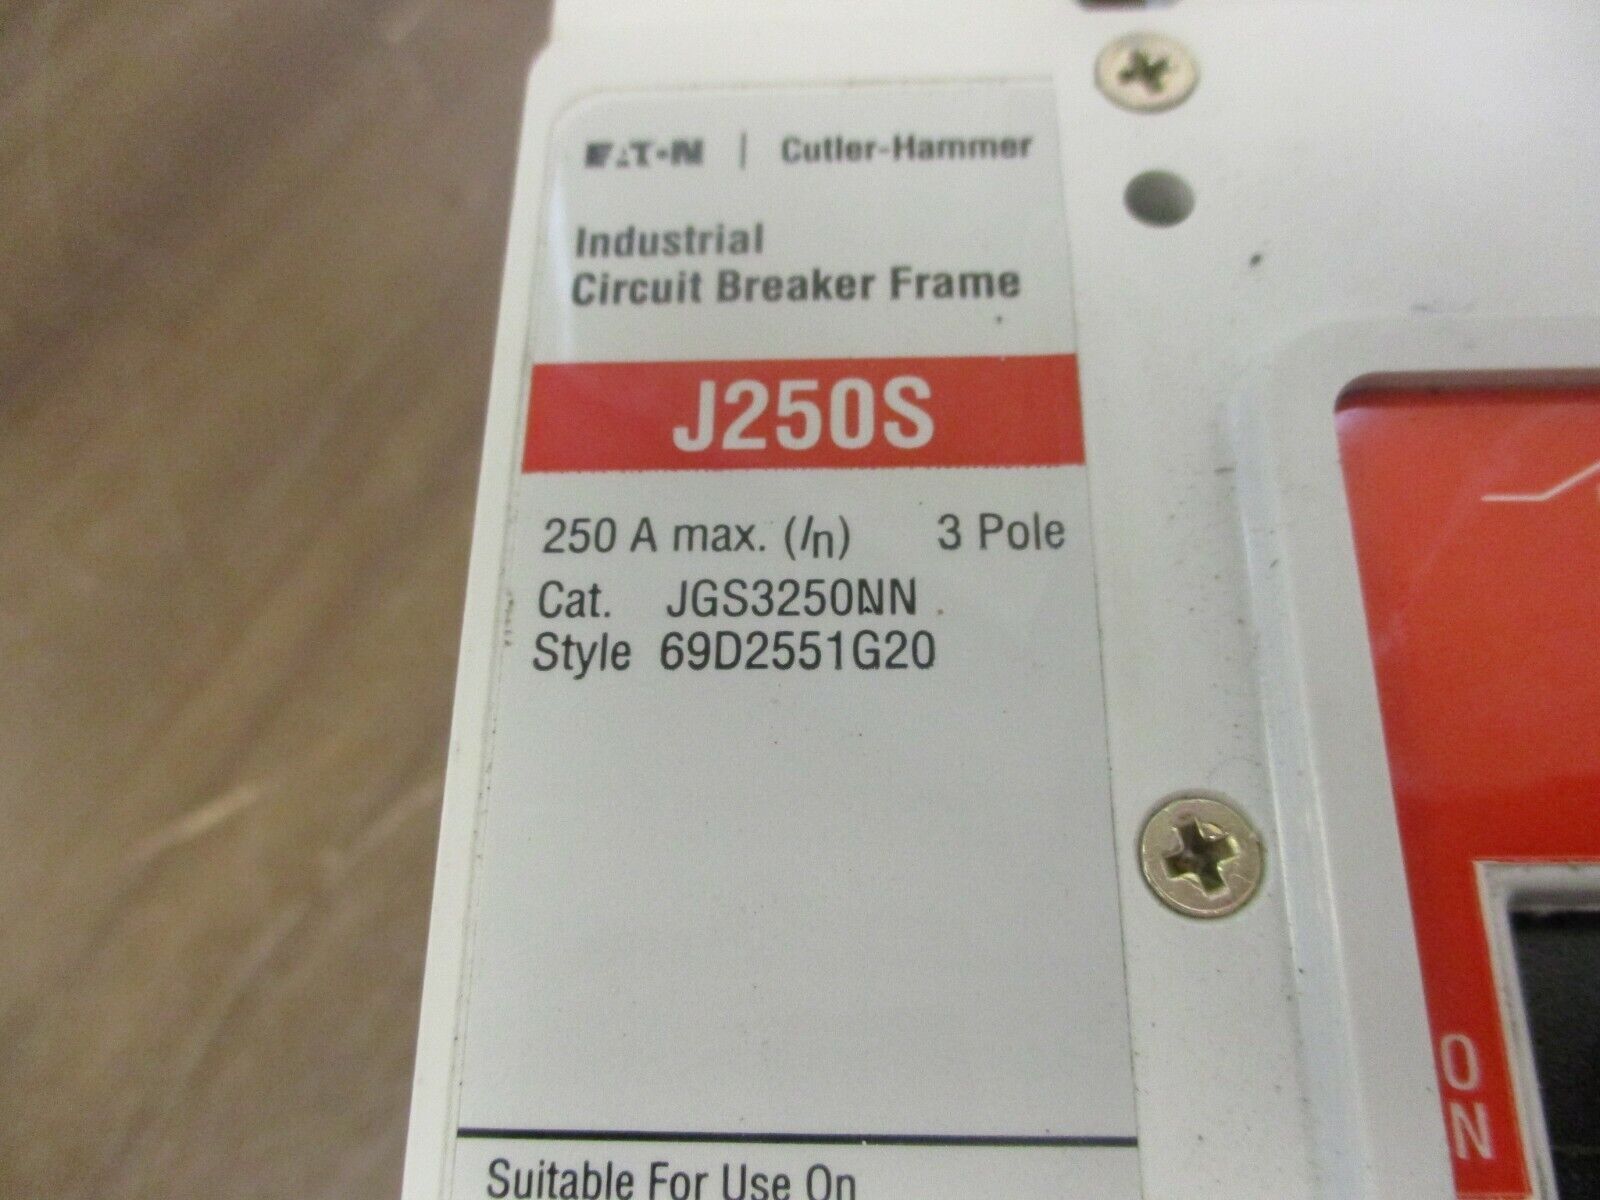 EAT•N | Cutler-Hammer
Industrial
Circuit Breaker Frame
J250S
250 A max. (In) 3 Pole
Cat. JGS3250NN
Style 69D2551G20
Suitable For Use On
O
N